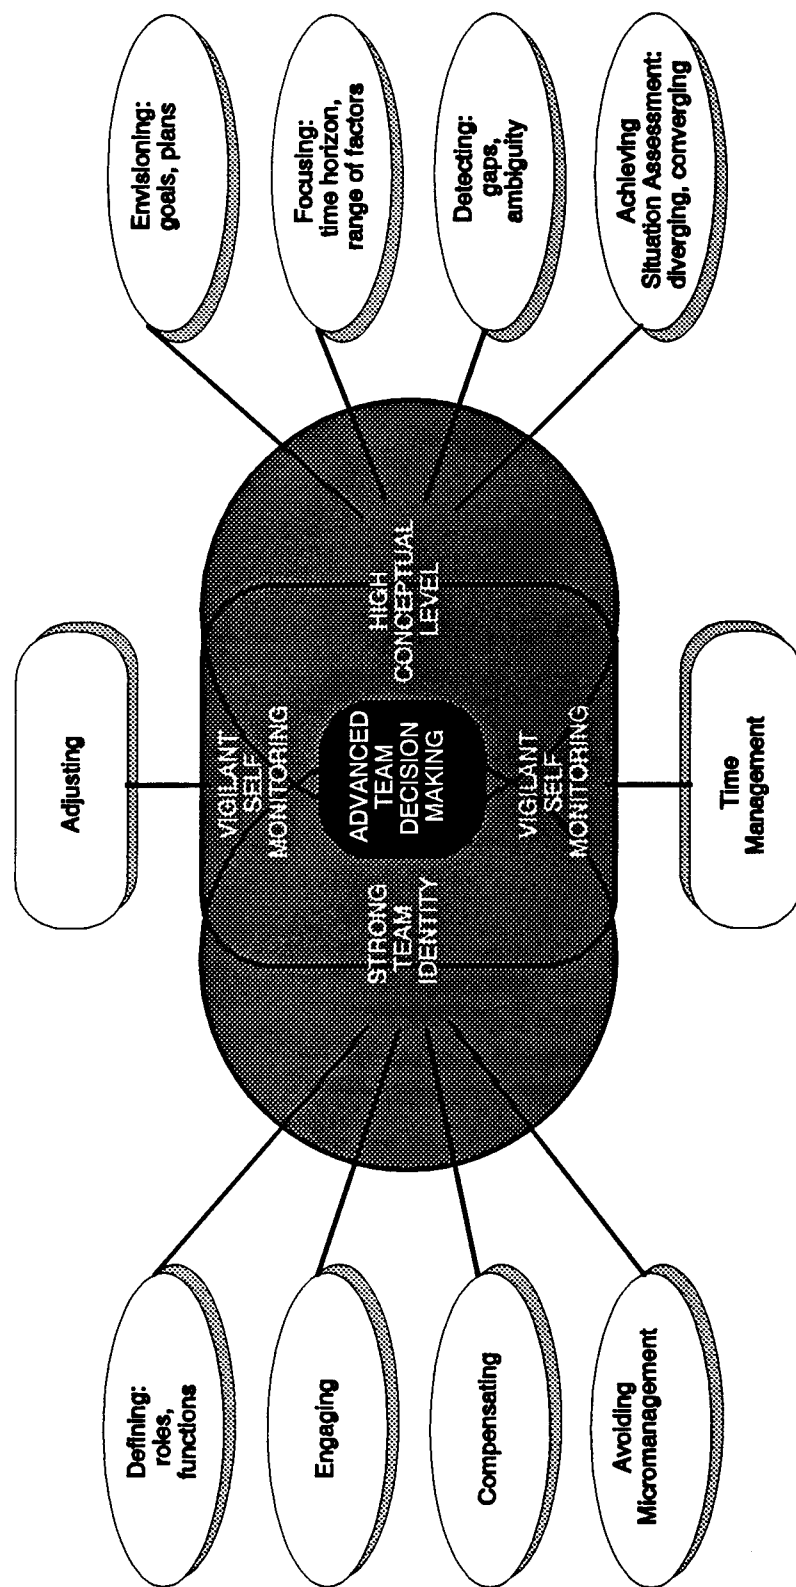 Adjusting
Defining:
roles,
functions
Engaging
Compensating
Avoiding
Micromanagement
STRONG
TEAM
IDENTITY
VIGILANT
SELF
MONITORING
ADVANCED
TEAM
DECISION
MAKING
VIGILANT
SELF
MONITORING
HIGH
CONCEPTUAL
LEVEL
Envisioning:
goals, plans
Focusing:
time horizon,
range of factors
Detecting:
gaps,
ambiguity
Achieving
Situation Assessment:
diverging, converging
Time
Management